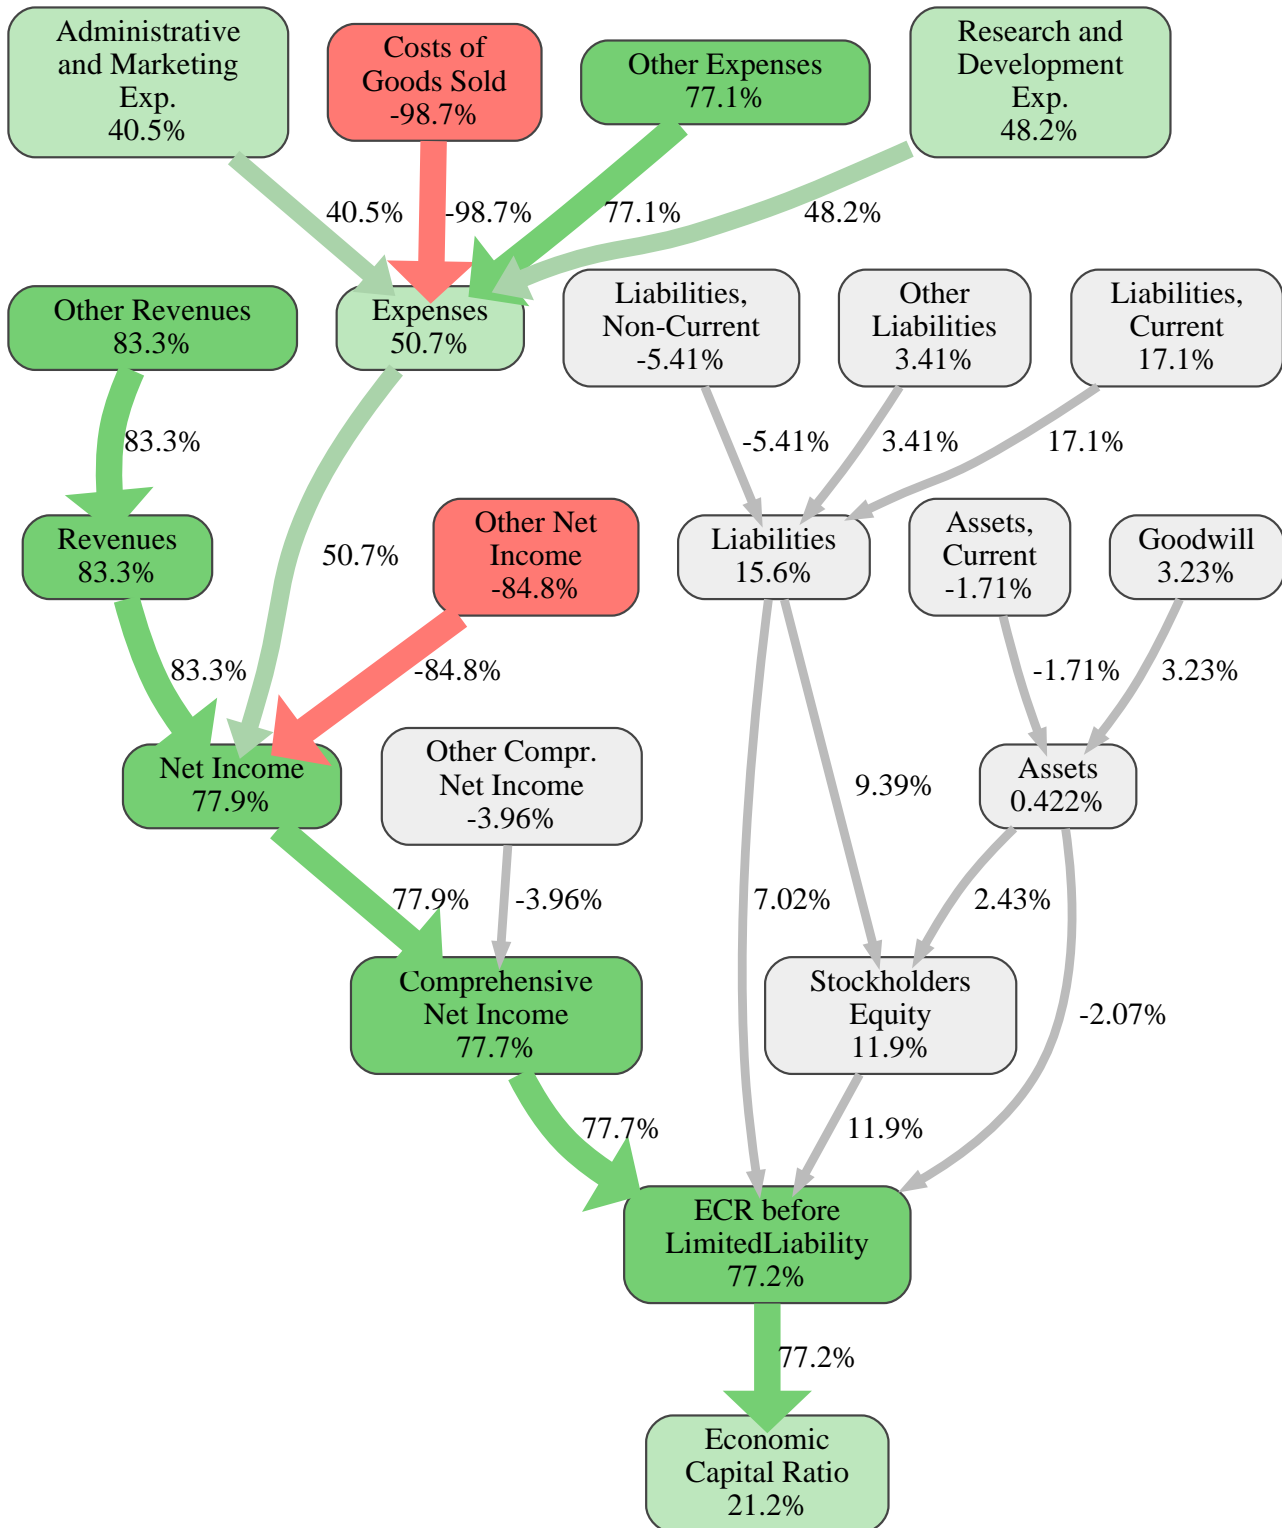 Administrative
and Marketing
Exp.
40.5%
Costs of
Goods Sold
-98.7%
Other Expenses
77.1%
Research and
Development
Exp.
48.2%
40.5%
-98.7%
77.1%
48.2%
Other Revenues
83.3%
Expenses
50.7%
Liabilities,
Non-Current
-5.41%
Other
Liabilities
3.41%
Liabilities,
Current
17.1%
83.3%
-5.41%
3.41%
17.1%
Revenues
83.3%
50.7%
Other Net
Income
-84.8%
Liabilities
15.6%
Assets,
Current
-1.71%
Goodwill
3.23%
83.3%
-84.8%
-1.71%
3.23%
Net Income
77.9%
Other Compr.
Net Income
-3.96%
9.39%
Assets
0.422%
77.9%
-3.96%
7.02%
2.43%
Comprehensive
Net Income
77.7%
Stockholders
Equity
11.9%
-2.07%
77.7%
11.9%
ECR before
LimitedLiability
77.2%
77.2%
Economic
Capital Ratio
21.2%